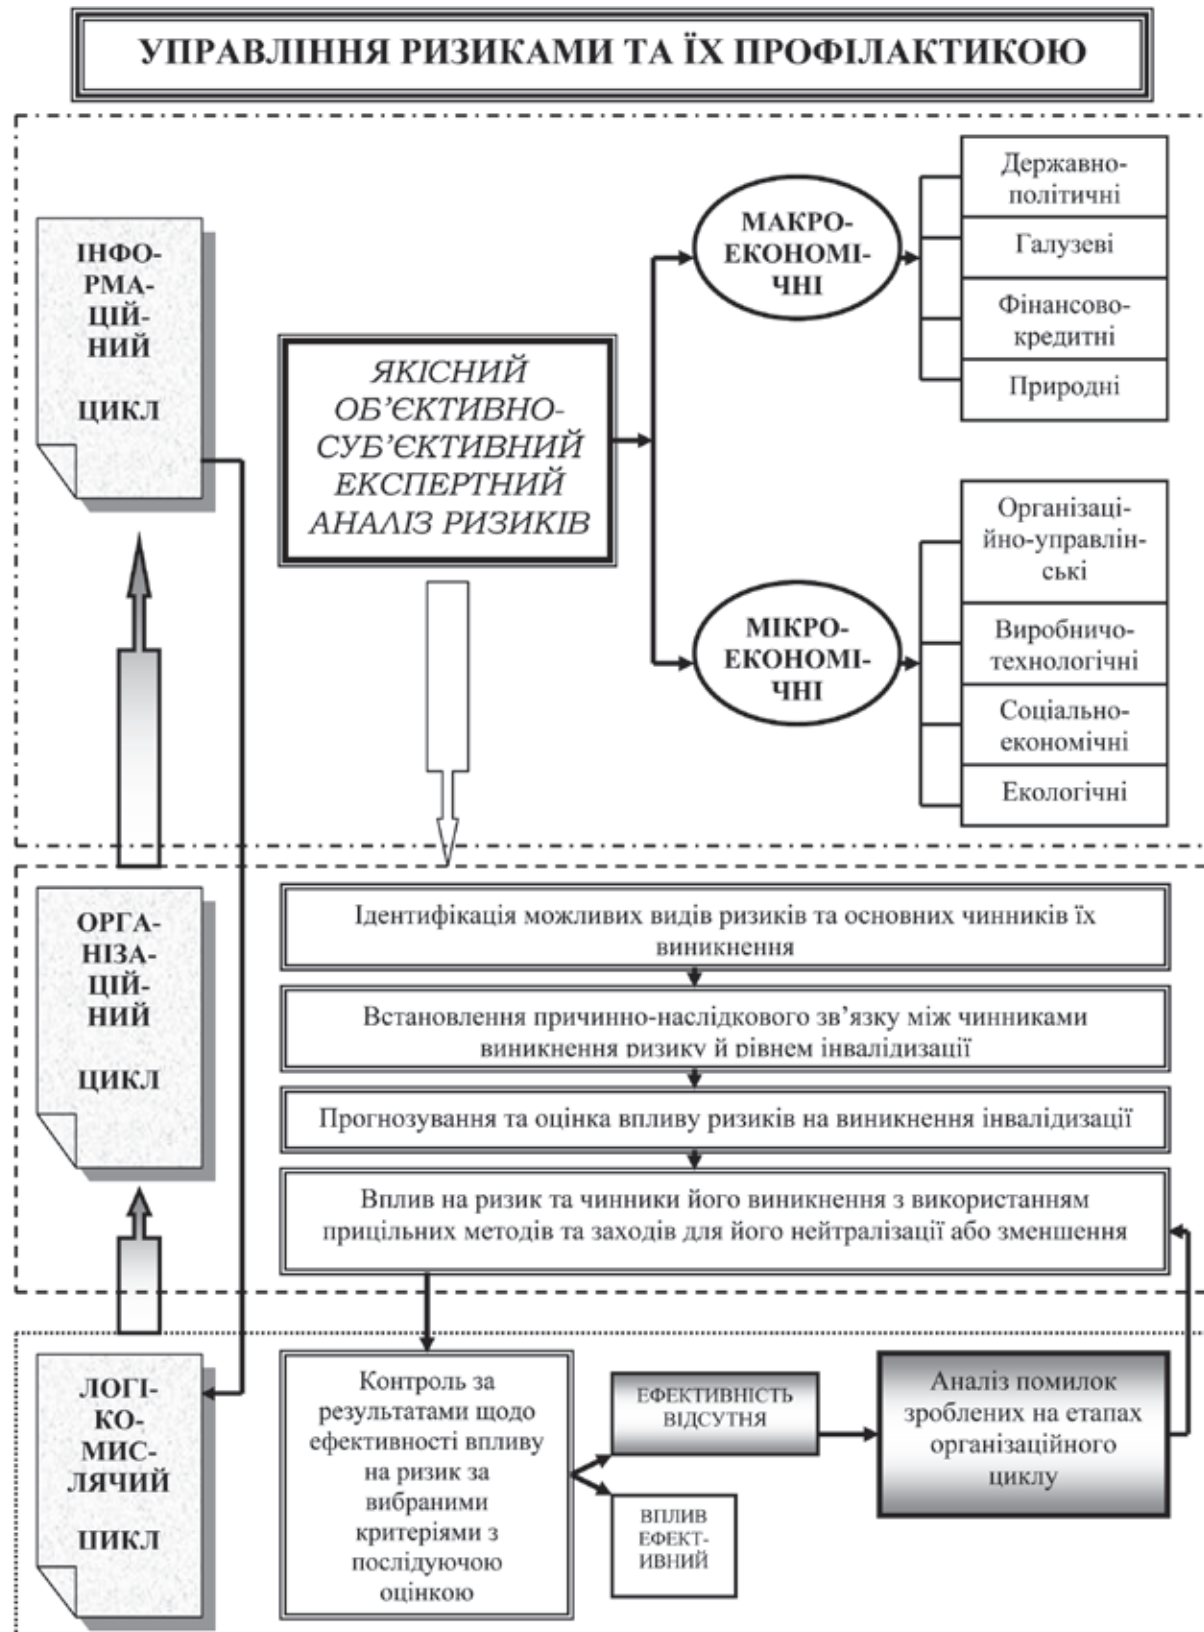 УПРАВЛІННЯ РИЗИКАМИ ТА ЇХ ПРОФІЛАКТИКОЮ
ІНФО-
РМА-
ЦІЙ-
НИЙ
ЦИКЛ
ЯКІСНИЙ
ОБ’ЄКТИВНО-
СУБ’ЄКТИВНИЙ
ЕКСПЕРТНИЙ
АНАЛІЗ РИЗИКІВ
МАКРО-
ЕКОНОМІ-
ЧНІ
Державно-
політичні
Галузеві
Фінансово-
кредитні
Природні
МІКРО-
ЕКОНОМІ-
ЧНІ
Організаці-
йно-управлін-
ські
Виробничо-
технологічні
Соціально-
економічні
Екологічні
ОРГА-
НІЗА-
ЦІЙ-
НИЙ
ЦИКЛ
Ідентифікація можливих видів ризиків та основних чинників їх
виникнення
Встановлення причинно-наслідкового зв’язку між чинниками
виникнення ризику й рівнем інвалідизації
Прогнозування та оцінка впливу ризиків на виникнення інвалідизації
Вплив на ризик та чинники його виникнення з використанням
прицільних методів та заходів для його нейтралізації або зменшення
ЛОГІ-
КО-
МИС-
ЛЯЧИЙ
ЦИКЛ
Контроль за
результатами щодо
ефективності впливу
на ризик за
вибраними
критеріями з
послідуючою
оцінкою
ЕФЕКТИВНІСТЬ
ВІДСУТНЯ
ВПЛИВ
ЕФЕКТ-
ИВНИЙ
Аналіз помилок
зроблених на етапах
організаційного
циклу